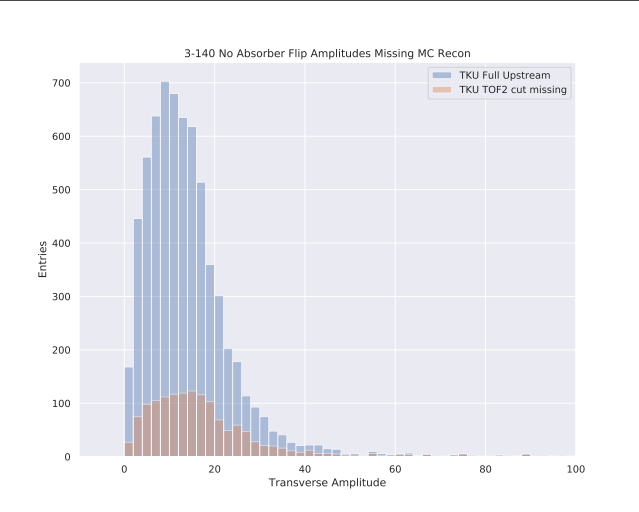 3-140 No Absorber Flip Amplitudes Missing MC Recon
TKU Full Upstream
TKU TOF2 cut missing
700
600
500
400
300
200
100
0
Entries
0 20 40 60 80 100
Transverse Amplitude